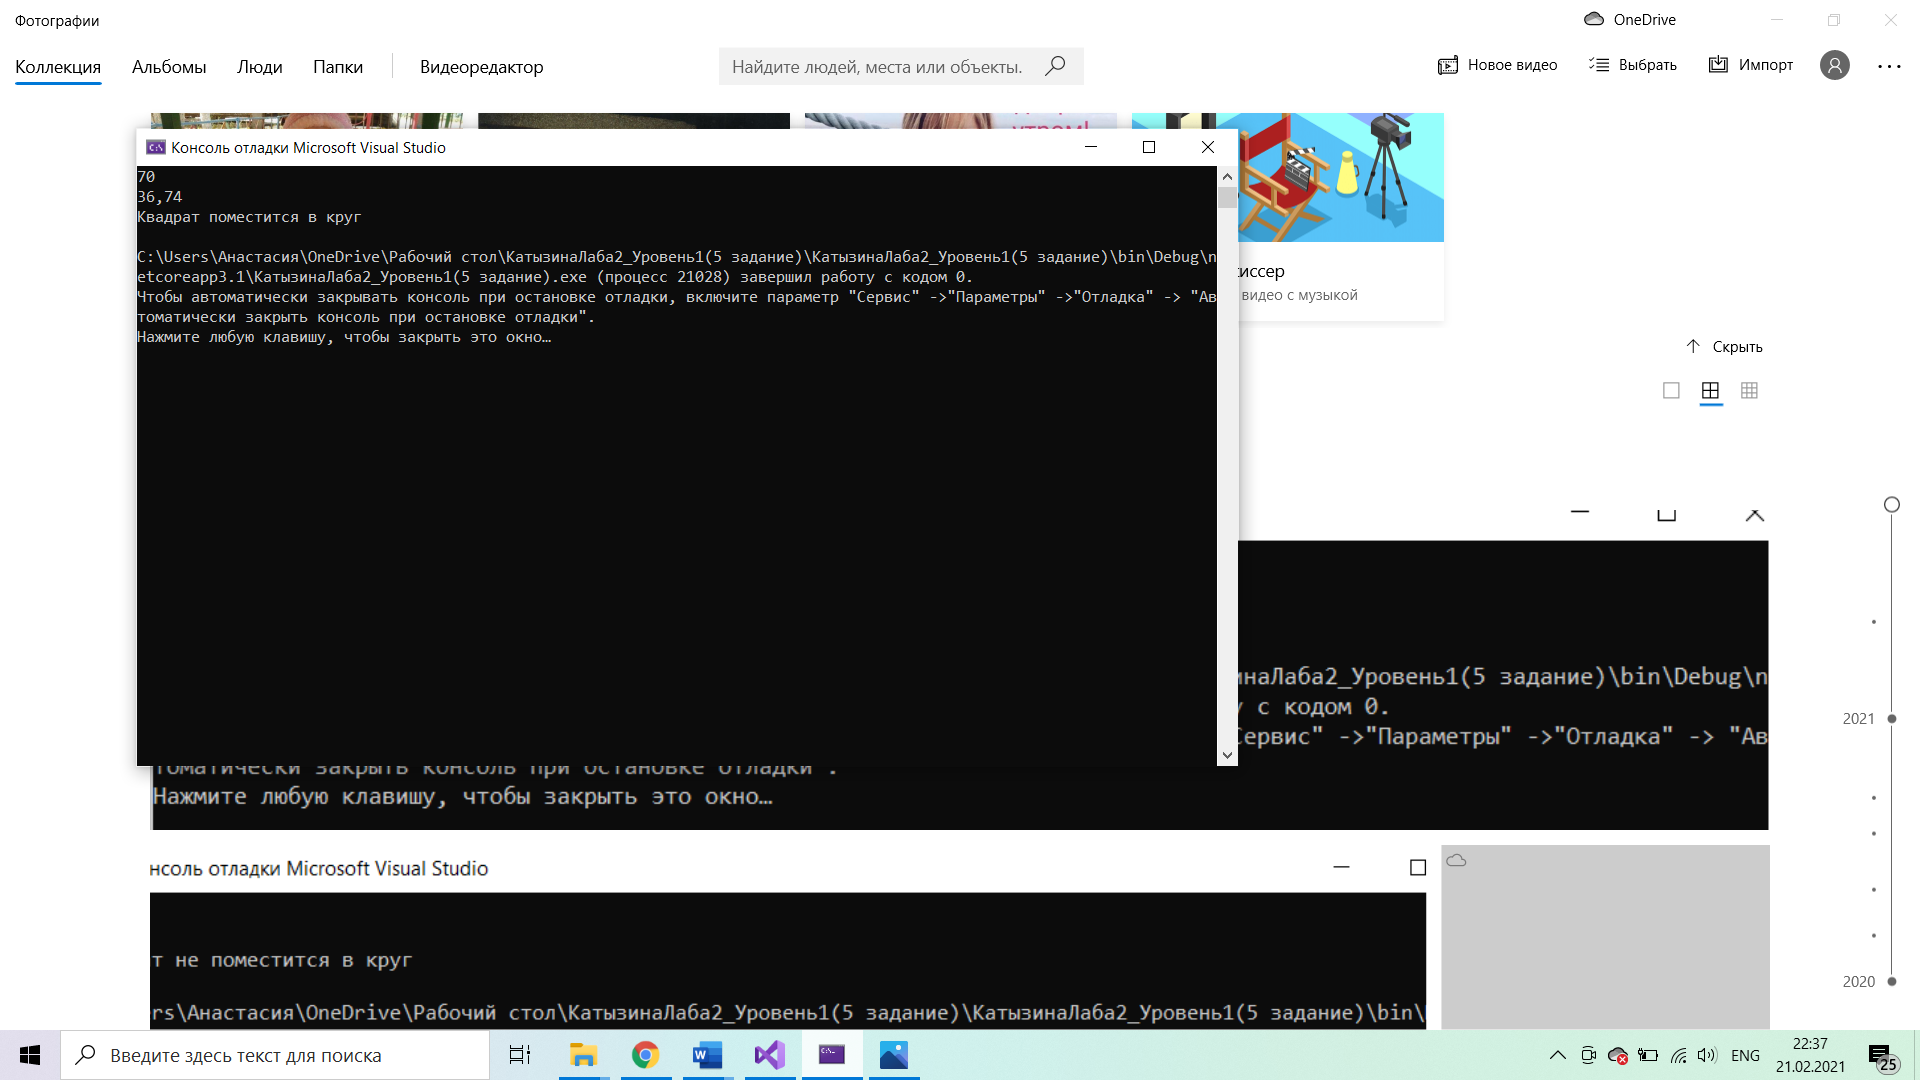 Фотографии
OneDrive
Коллекция Альбомы Люди Папки Видеоредактор
Найдите людей, места или объекты.
Новое видео Выбрать Импорт
Консоль отладки Microsoft Visual Studio
70
36,74
Квадрат поместится в круг
C:\Users\Анастасия\OneDrive\Рабочий стол\КатызинаЛаба2_Уровень1(5 задание)\КатызинаЛаба2_Уровень1(5 задание)\bin\Debug\n
etcoreapp3.1\КатызинаЛаба2_Уровень1(5 задание).exe (процесс 21028) завершил работу с кодом 0.
Чтобы автоматически закрывать консоль при остановке отладки, включите параметр "Сервис" ->"Параметры" ->"Отладка" -> "Ав
томатически закрыть консоль при остановке отладки".
Нажмите любую клавишу, чтобы закрыть это окно…
иссер
видео с музыкой
Скрыть
инаЛаба2_Уровень1(5 задание)\bin\Debug\n
с кодом 0.
Сервис" ->"Параметры" ->"Отладка" -> "Ав
томатически закрыть консоль при остановке отладки".
Нажмите любую клавишу, чтобы закрыть это окно…
2021
нсоль отладки Microsoft Visual Studio
т не поместится в круг
rs\Анастасия\OneDrive\Рабочий стол\КатызинаЛаба2_Уровень1(5 задание)\КатызинаЛаба2_Уровень1(5 задание)\bin\
2020
Введите здесь текст для поиска
ENG
22:37
21.02.2021
25